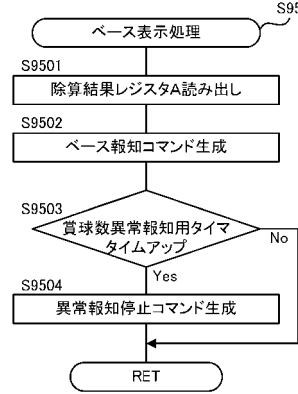 S95
ベース表示処理
S9501
除算結果レジスタA読み出し
S9502
ベース報知コマンド生成
S9503
賞球数異常報知用タイマ
タイムアップ
No
Yes
S9504
異常報知停止コマンド生成
RET